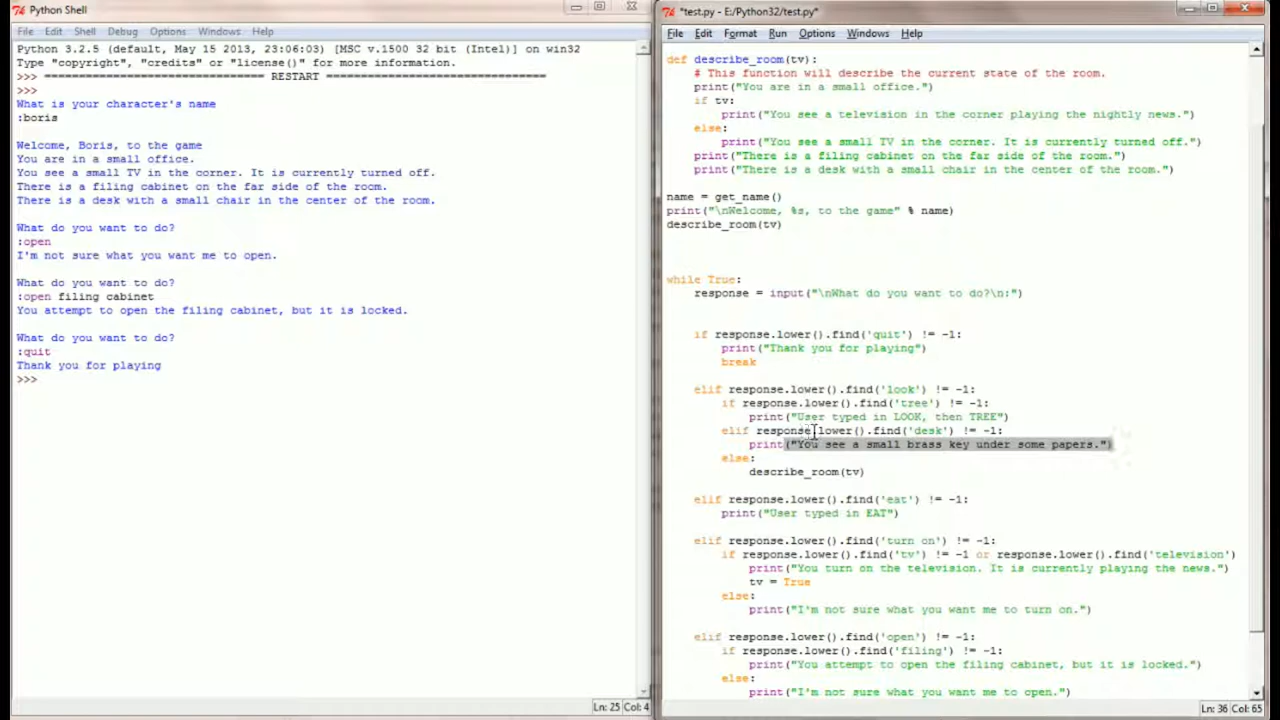 Python Shell
File Edit Shell Debug Options Windows Help
Python 3.2.5 (default, May 15 2013, 23:06:03) [MSC v.1500 32 bit (Intel)] on win32
Type "copyright", "credits" or "license()" for more information.
>>> ================================ RESTART ================================
>>>
What is your character's name
:boris
Welcome, Boris, to the game
You are in a small office.
You see a small TV in the corner. It is currently turned off.
There is a filing cabinet on the far side of the room.
There is a desk with a small chair in the center of the room.
What do you want to do?
:open
I'm not sure what you want me to open.
What do you want to do?
:open filing cabinet
You attempt to open the filing cabinet, but it is locked.
What do you want to do?
:quit
Thank you for playing
>>>
Ln: 25 Col: 4
*test.py - E:/Python32/test.py*
File Edit Format Run Options Windows Help
def describe_room(tv):
# This function will describe the current state of the room.
print("You are in a small office.")
if tv:
print("You see a television in the corner playing the nightly news.")
else:
print("You see a small TV in the corner. It is currently turned off.")
print("There is a filing cabinet on the far side of the room.")
print("There is a desk with a small chair in the center of the room.")
name = get_name()
print("\nWelcome, %s, to the game" % name)
describe_room(tv)
while True:
response = input("\nWhat do you want to do?\n:")
if response.lower().find('quit') != -1:
print("Thank you for playing")
break
elif response.lower().find('look') != -1:
if response.lower().find('tree') != -1:
print("User typed in LOOK, then TREE")
elif response.lower().find('desk') != -1:
print("You see a small brass key under some papers.")
else:
describe_room(tv)
elif response.lower().find('eat') != -1:
print("User typed in EAT")
elif response.lower().find('turn on') != -1:
if response.lower().find('tv') != -1 or response.lower().find('television')
print("You turn on the television. It is currently playing the news.")
tv = True
else:
print("I'm not sure what you want me to turn on.")
elif response.lower().find('open') != -1:
if response.lower().find('filing') != -1:
print("You attempt to open the filing cabinet, but it is locked.")
else:
print("I'm not sure what you want me to open.")
Ln: 36 Col: 65